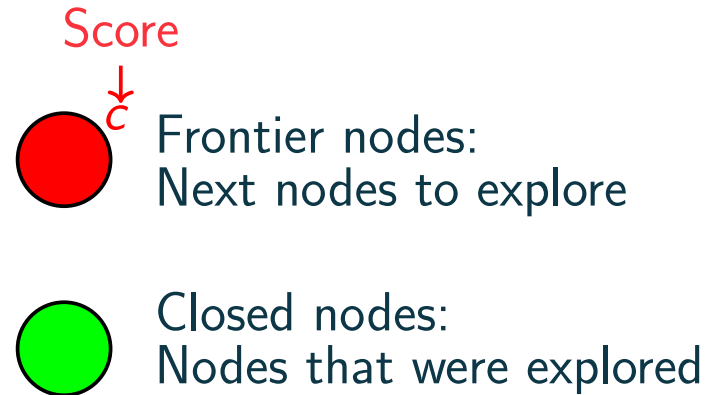 Score
↓
c
Frontier nodes:
Next nodes to explore
Closed nodes:
Nodes that were explored